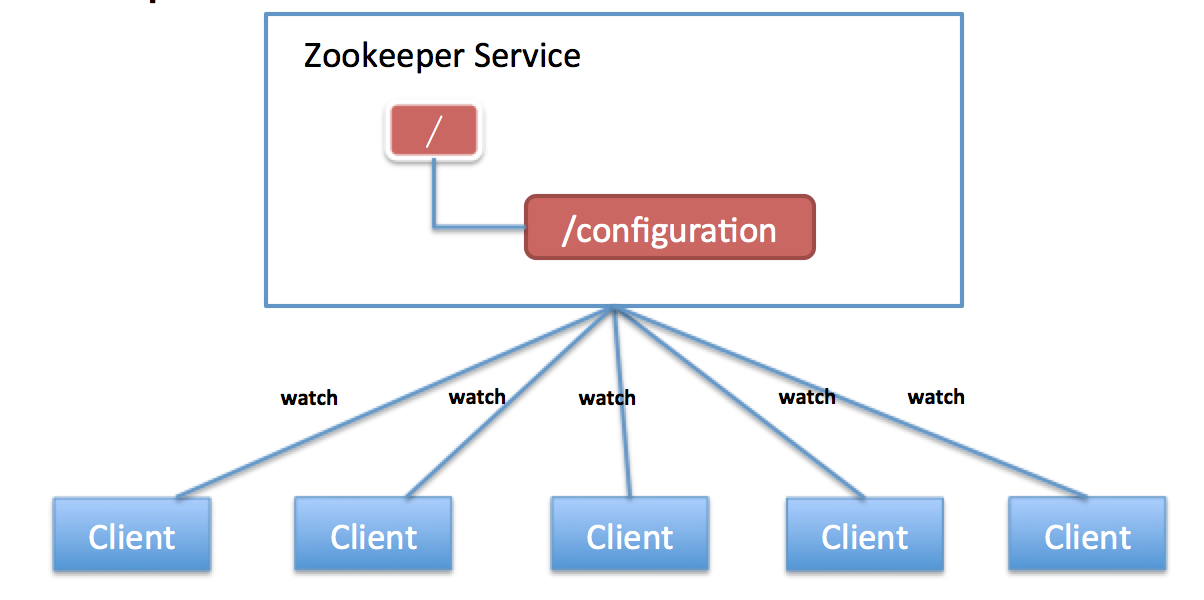 Zookeeper Service
/
/configuration
watch watch watch watch watch
Client Client Client Client Client